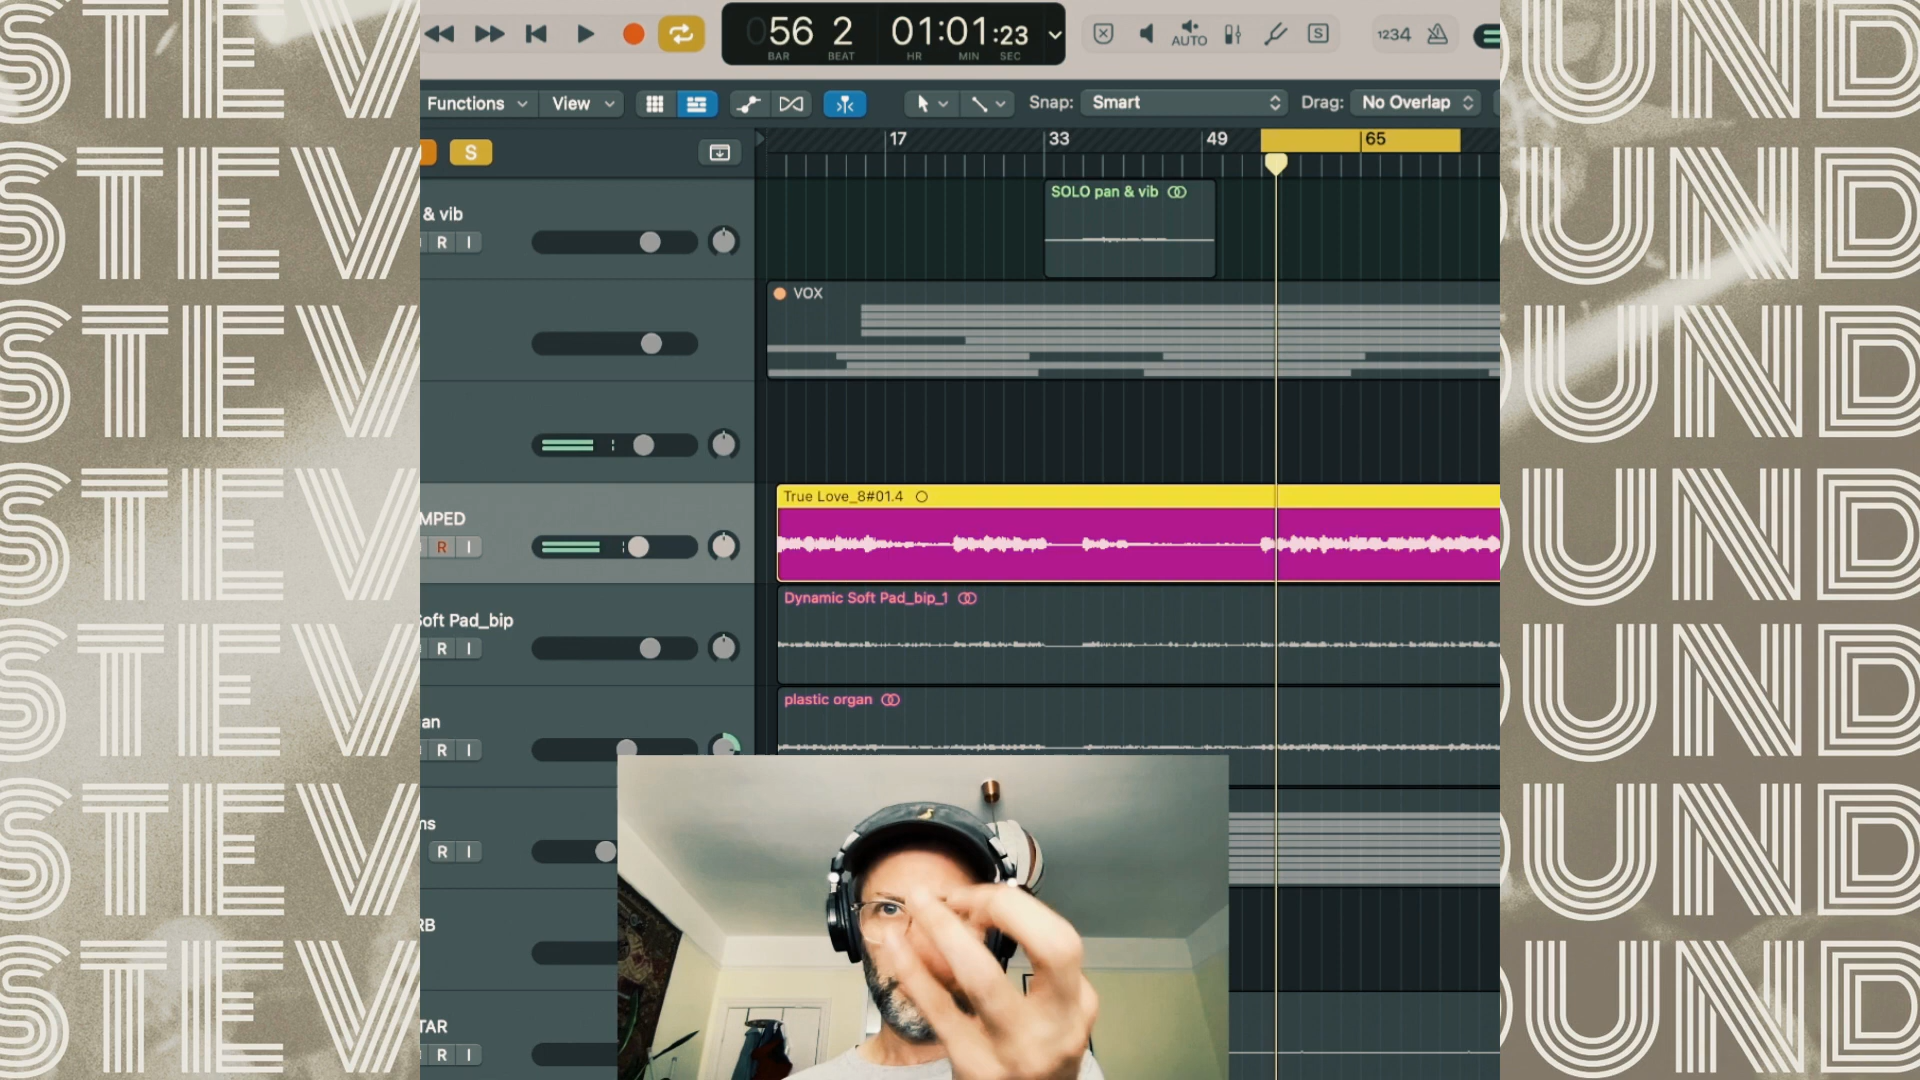 STEV
UND
56 2
01:01:23
BAR BEAT HR MIN SEC
AUTO
S
1234
Functions
View
Snap: Smart
Drag: No Overlap
17 33 49 65
S
STEV
UND
SOLO pan & vib
& vib
R I
VOX
STEV
UND
STEV
UND
True Love_8#01.4
MPED
R I
Dynamic Soft Pad_bip_1
oft Pad_bip
R I
STEV
UND
plastic organ
an
R I
STEV
UND
ms
R I
RB
STEV
UND
TAR
R I